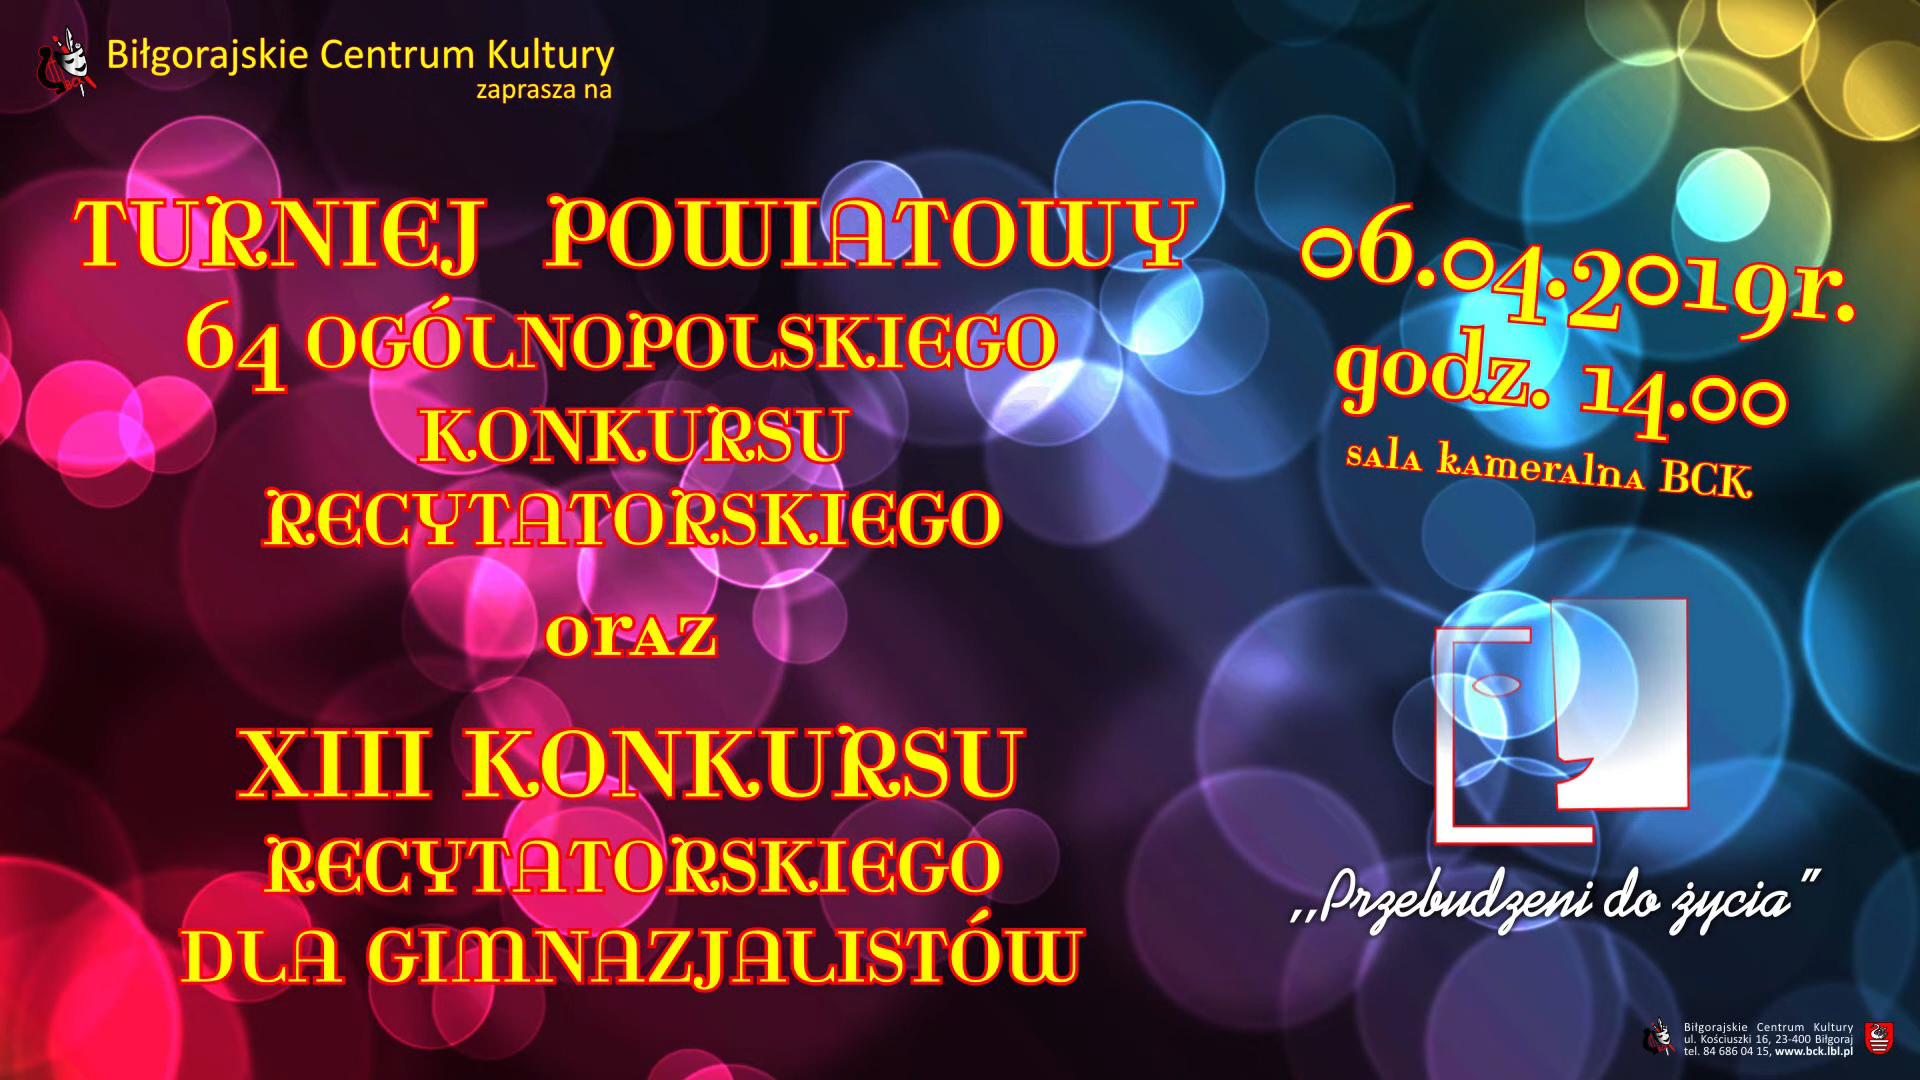 Biłgorajskie Centrum Kultury
zaprasza na
TURNIEJ POWIATOWY
64 OGÓLNOPOLSKIEGO
KONKURSU
RECYTATORSKIEGO
oraz
XIII KONKURSU
RECYTATORSKIEGO
DLA GIMNAZJALISTÓW
06.04.2019r.
godz. 14.00
sala kameralna BCK
,,Przebudzeni do życia”
Biłgorajskie Centrum Kultury
ul. Kościuszki 16, 23-400 Biłgoraj
tel. 84 686 04 15, www.bck.lbl.pl